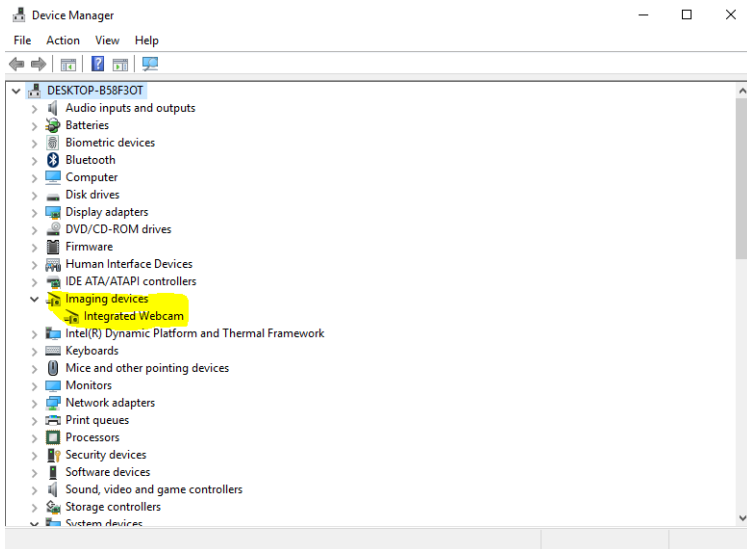 Device Manager
File Action View Help
DESKTOP-B58F3OT
Audio inputs and outputs
Batteries
Biometric devices
Bluetooth
Computer
Disk drives
Display adapters
DVD/CD-ROM drives
Firmware
Human Interface Devices
IDE ATA/ATAPI controllers
Imaging devices
Integrated Webcam
Intel(R) Dynamic Platform and Thermal Framework
Keyboards
Mice and other pointing devices
Monitors
Network adapters
Print queues
Processors
Security devices
Software devices
Sound, video and game controllers
Storage controllers
System devices